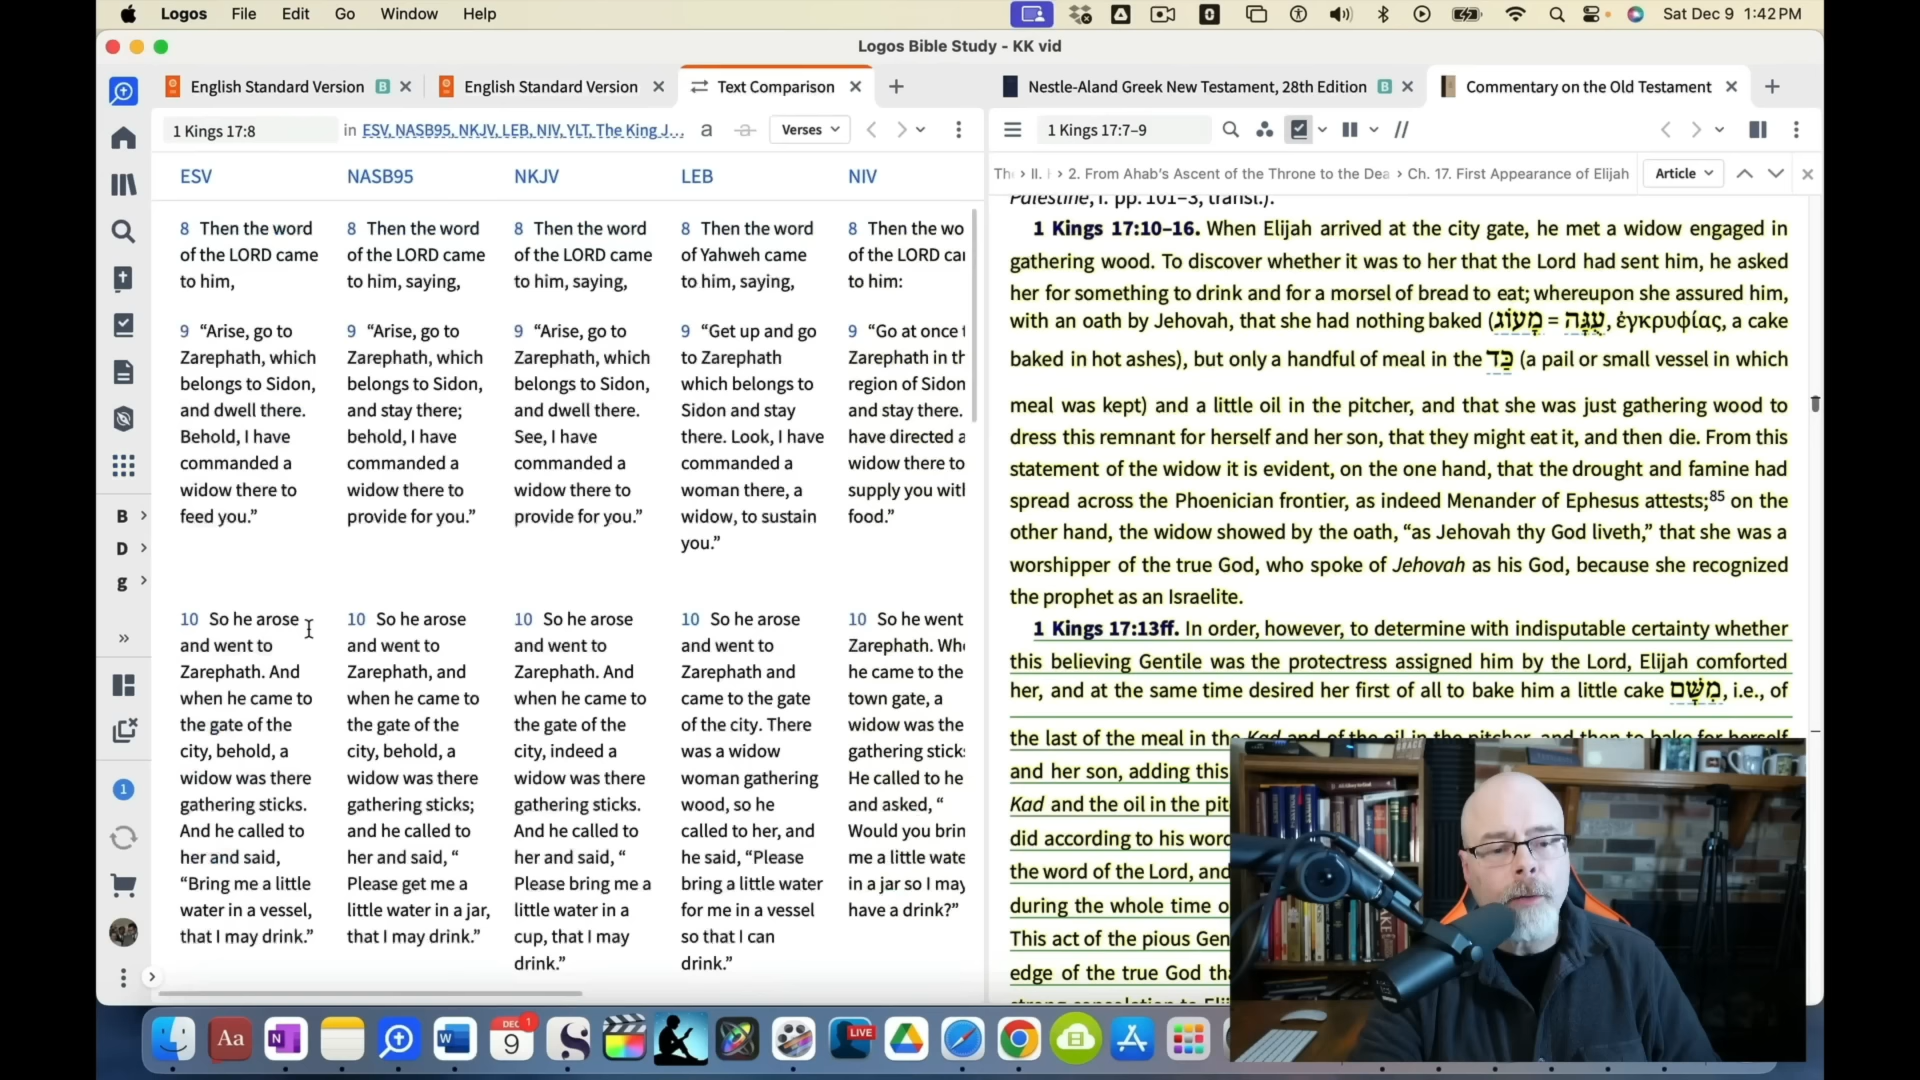 Logos File Edit Go Window Help Sat Dec 9 1:42 PM
Logos Bible Study - KK vid
English Standard Version B English Standard Version Text Comparison
Nestle-Aland Greek New Testament, 28th Edition B Commentary on the Old Testament
1 Kings 17:8 in ESV, NASB95, NKJV, LEB, NIV, YLT, The King J... a a Verses
1 Kings 17:7–9
II. 2. From Ahab’s Ascent of the Throne to the Dea Ch. 17. First Appearance of Elijah Article
ESV
8 Then the word
of the LORD came
to him,
9 “Arise, go to
Zarephath, which
belongs to Sidon,
and dwell there.
Behold, I have
commanded a
widow there to
feed you.”
10 So he arose
and went to
Zarephath. And
when he came to
the gate of the
city, behold, a
widow was there
gathering sticks.
And he called to
her and said,
“Bring me a little
water in a vessel,
that I may drink.”
NASB95
8 Then the word
of the LORD came
to him, saying,
9 “Arise, go to
Zarephath, which
belongs to Sidon,
and stay there;
behold, I have
commanded a
widow there to
provide for you.”
10 So he arose
and went to
Zarephath, and
when he came to
the gate of the
city, behold, a
widow was there
gathering sticks;
and he called to
her and said, “
Please get me a
little water in a jar,
that I may drink.”
NKJV
8 Then the word
of the LORD came
to him, saying,
9 “Arise, go to
Zarephath, which
belongs to Sidon,
and dwell there.
See, I have
commanded a
widow there to
provide for you.”
10 So he arose
and went to
Zarephath. And
when he came to
the gate of the
city, indeed a
widow was there
gathering sticks.
And he called to
her and said, “
Please bring me a
little water in a
cup, that I may
drink.”
LEB
8 Then the word
of Yahweh came
to him, saying,
9 “Get up and go
to Zarephath
which belongs to
Sidon and stay
there. Look, I have
commanded a
woman there, a
widow, to sustain
you.”
10 So he arose
and went to
Zarephath and
came to the gate
of the city. There
was a widow
woman gathering
wood, so he
called to her, and
he said, “Please
bring a little water
for me in a vessel
so that I can
drink.”
NIV
8 Then the wo
of the LORD ca
to him:
9 “Go at once
Zarephath in th
region of Sidon
and stay there.
have directed a
widow there to
supply you wit
food.”
10 So he went
Zarephath. Wh
he came to the
town gate, a
widow was the
gathering stick
He called to he
and asked, “
Would you brin
me a little wate
in a jar so I may
have a drink?”
Palestine, i. pp. 101–3, transl.).
1 Kings 17:10–16. When Elijah arrived at the city gate, he met a widow engaged in
gathering wood. To discover whether it was to her that the Lord had sent him, he asked
her for something to drink and for a morsel of bread to eat; whereupon she assured him,
with an oath by Jehovah, that she had nothing baked (מָעוֹג = עֻגָּה, ἐγκρυφίας, a cake
baked in hot ashes), but only a handful of meal in the כַּד (a pail or small vessel in which
meal was kept) and a little oil in the pitcher, and that she was just gathering wood to
dress this remnant for herself and her son, that they might eat it, and then die. From this
statement of the widow it is evident, on the one hand, that the drought and famine had
spread across the Phoenician frontier, as indeed Menander of Ephesus attests;85 on the
other hand, the widow showed by the oath, “as Jehovah thy God liveth,” that she was a
worshipper of the true God, who spoke of Jehovah as his God, because she recognized
the prophet as an Israelite.
1 Kings 17:13ff. In order, however, to determine with indisputable certainty whether
this believing Gentile was the protectress assigned him by the Lord, Elijah comforted
her, and at the same time desired her first of all to bake him a little cake מִשָּׁם, i.e., of
the last of the meal in the Kad and of the oil in the pitcher, and then to bake for herself
and her son, adding this
Kad and the oil in the pit
did according to his word
the word of the Lord, and
during the whole time o
This act of the pious Gen
edge of the true God tha
strong consolation to Elij
B
D
g
1
Aa N W DEC 9 1 LIVE